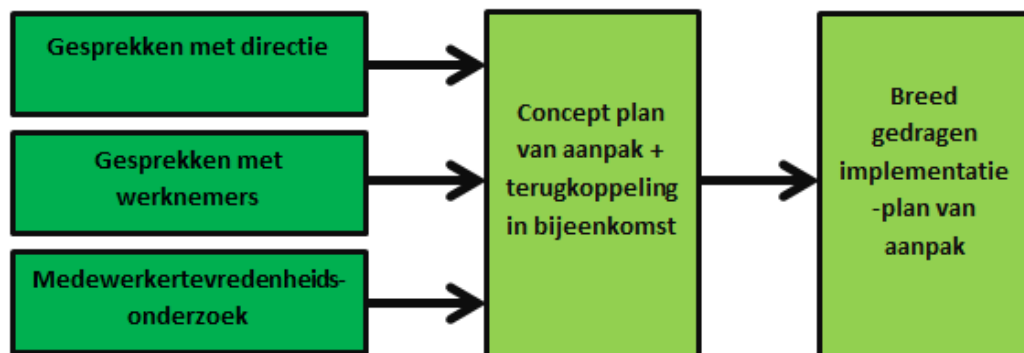 Gesprekken met directie
Gesprekken met
werknemers
Medewerkertevredenheids-
onderzoek
Concept plan
van aanpak +
terugkoppeling
in bijeenkomst
Breed
gedragen
implementatie
-plan van
aanpak